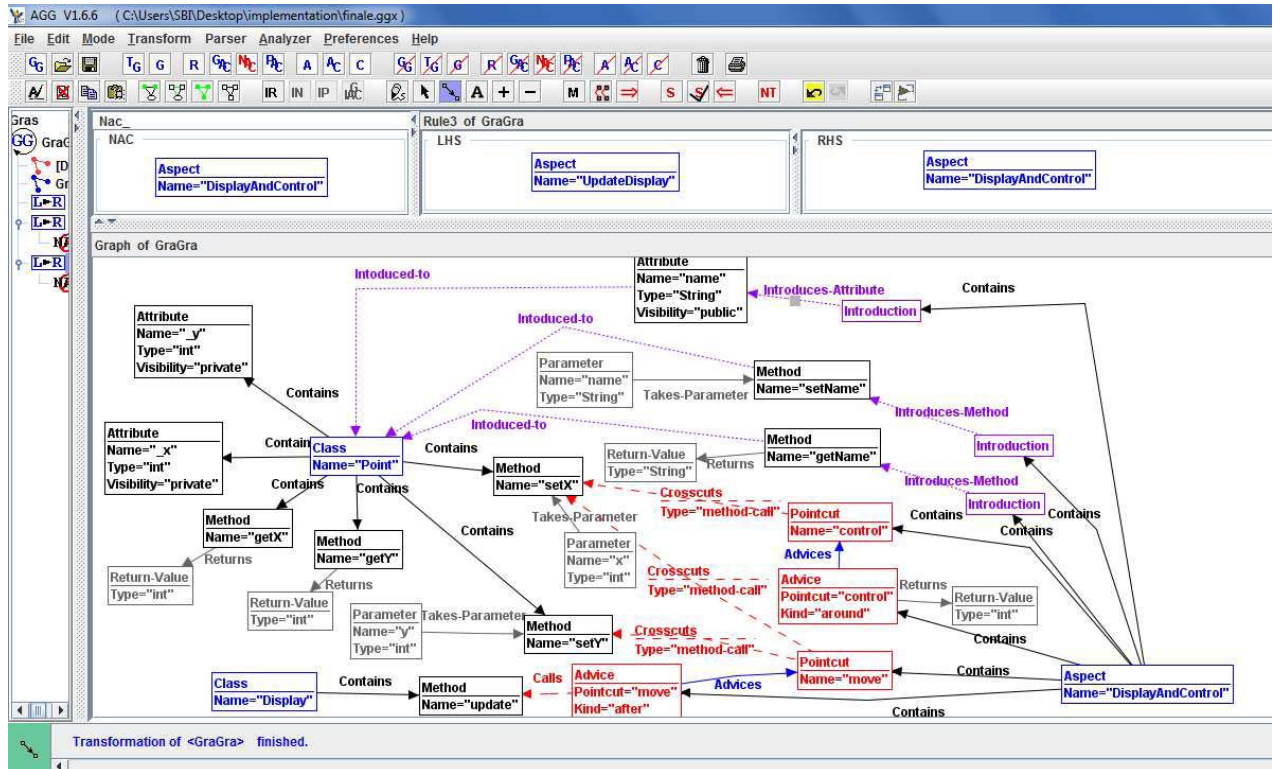 AGG V1.6.6 (C:\Users\SBI\Desktop\implementation\finale.ggx)
File Edit Mode Transform Parser Analyzer Preferences Help
GG TG G R A AC C
IR IN IP A + − M S S NT
Gras
GG GraG
[D
Gr
L R
L R
L R
Nac_
NAC
Aspect
Name="DisplayAndControl"
Rule3 of GraGra
LHS
Aspect
Name="UpdateDisplay"
RHS
Aspect
Name="DisplayAndControl"
Graph of GraGra
Attribute
Name="name"
Type="String"
Visibility="public"
Intoduced-to
Introduces-Attribute
Contains
Introduction
Attribute
Name="_y"
Type="int"
Visibility="private"
Intoduced-to
Parameter
Name="name"
Type="String"
Takes-Parameter
Method
Name="setName"
Contains
Introduces-Method
Attribute
Name="_x"
Type="int"
Visibility="private"
Contain
Class
Name="Point"
Contains
Intoduced-to
Method
Name="getName"
Return-Value
Type="String"
Returns
Introduction
Introduces-Method
Introduction
Method
Name="setX"
Contains
Contains
Crosscuts
Type="method-call"
Pointcut
Name="control"
Contains
Contains
Contains
Method
Name="getX"
Returns
Return-Value
Type="int"
Method
Name="getY"
Returns
Return-Value
Type="int"
Contains
Takes-Parameter
Parameter
Name="x"
Type="int"
Advices
Crosscuts
Type="method-call"
Advice
Pointcut="control"
Kind="around"
Returns
Return-Value
Type="int"
Contains
Parameter
Name="y"
Type="int"
Takes-Parameter
Method
Name="setY"
Crosscuts
Type="method-call"
Pointcut
Name="move"
Contains
Aspect
Name="DisplayAndControl"
Class
Name="Display"
Contains
Method
Name="update"
Calls
Advice
Pointcut="move"
Kind="after"
Advices
Contains
Transformation of <GraGra> finished.